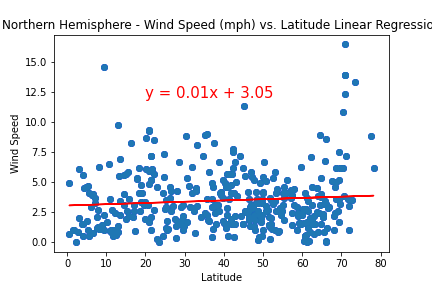 Northern Hemisphere - Wind Speed (mph) vs. Latitude Linear Regressio
y = 0.01x + 3.05
Wind Speed
15.0
12.5
10.0
7.5
5.0
2.5
0.0
0 10 20 30 40 50 60 70 80
Latitude